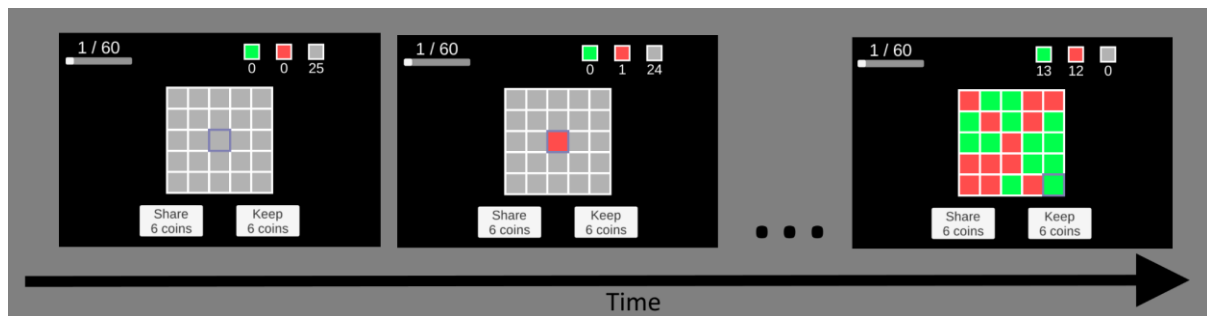 1 / 60
0 0 25
Share
6 coins
Keep
6 coins
1 / 60
0 1 24
Share
6 coins
Keep
6 coins
...
1 / 60
13 12 0
Share
6 coins
Keep
6 coins
Time